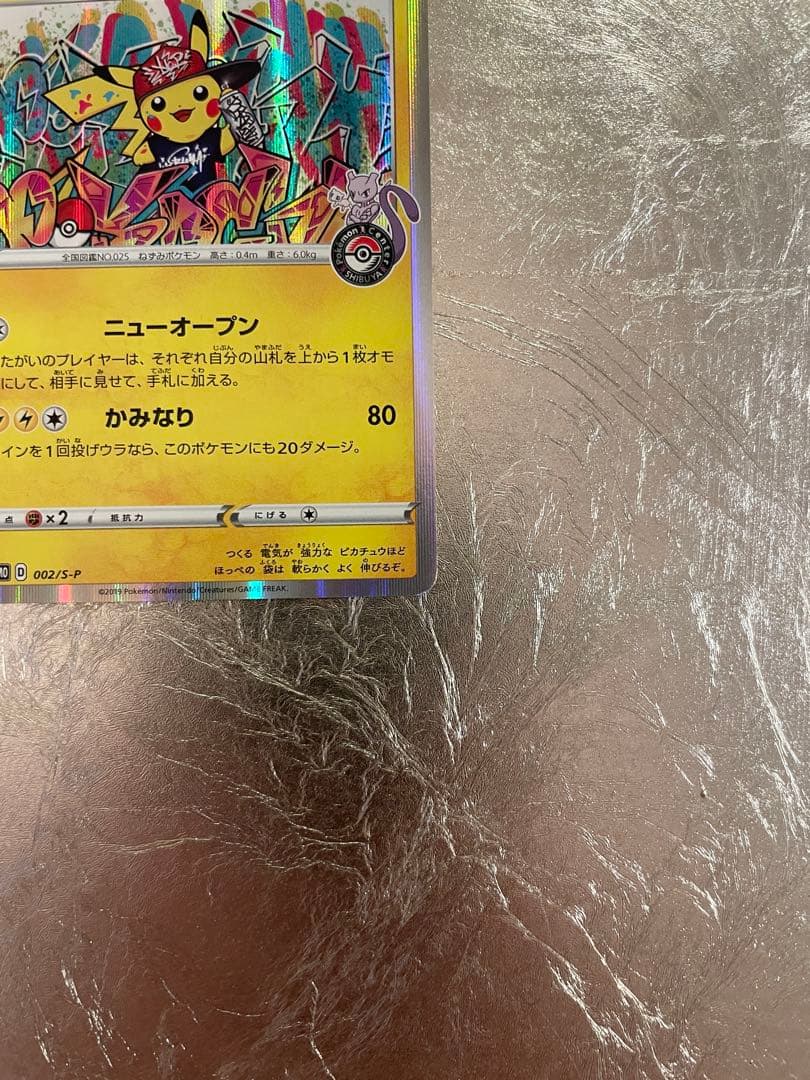 Pokémon Center
SHIBUYA
全国図鑑NO.025 ねずみポケモン 高さ:0.4m 重さ:6.0kg
ニューオープン
たがいのプレイヤーは、それぞれ自分の山札を上から1枚オモ
にして、相手に見せて、手札に加える。
かみなり 80
インを1回投げウラなら、このポケモンにも20ダメージ。
点 ×2 抵抗力 にげる
つくる 電気が 強力な ピカチュウほど
ほっぺの 袋は 軟らかく よく 伸びるぞ。
D 002/S-P
©2019 Pokémon/Nintendo/Creatures/GAME FREAK.